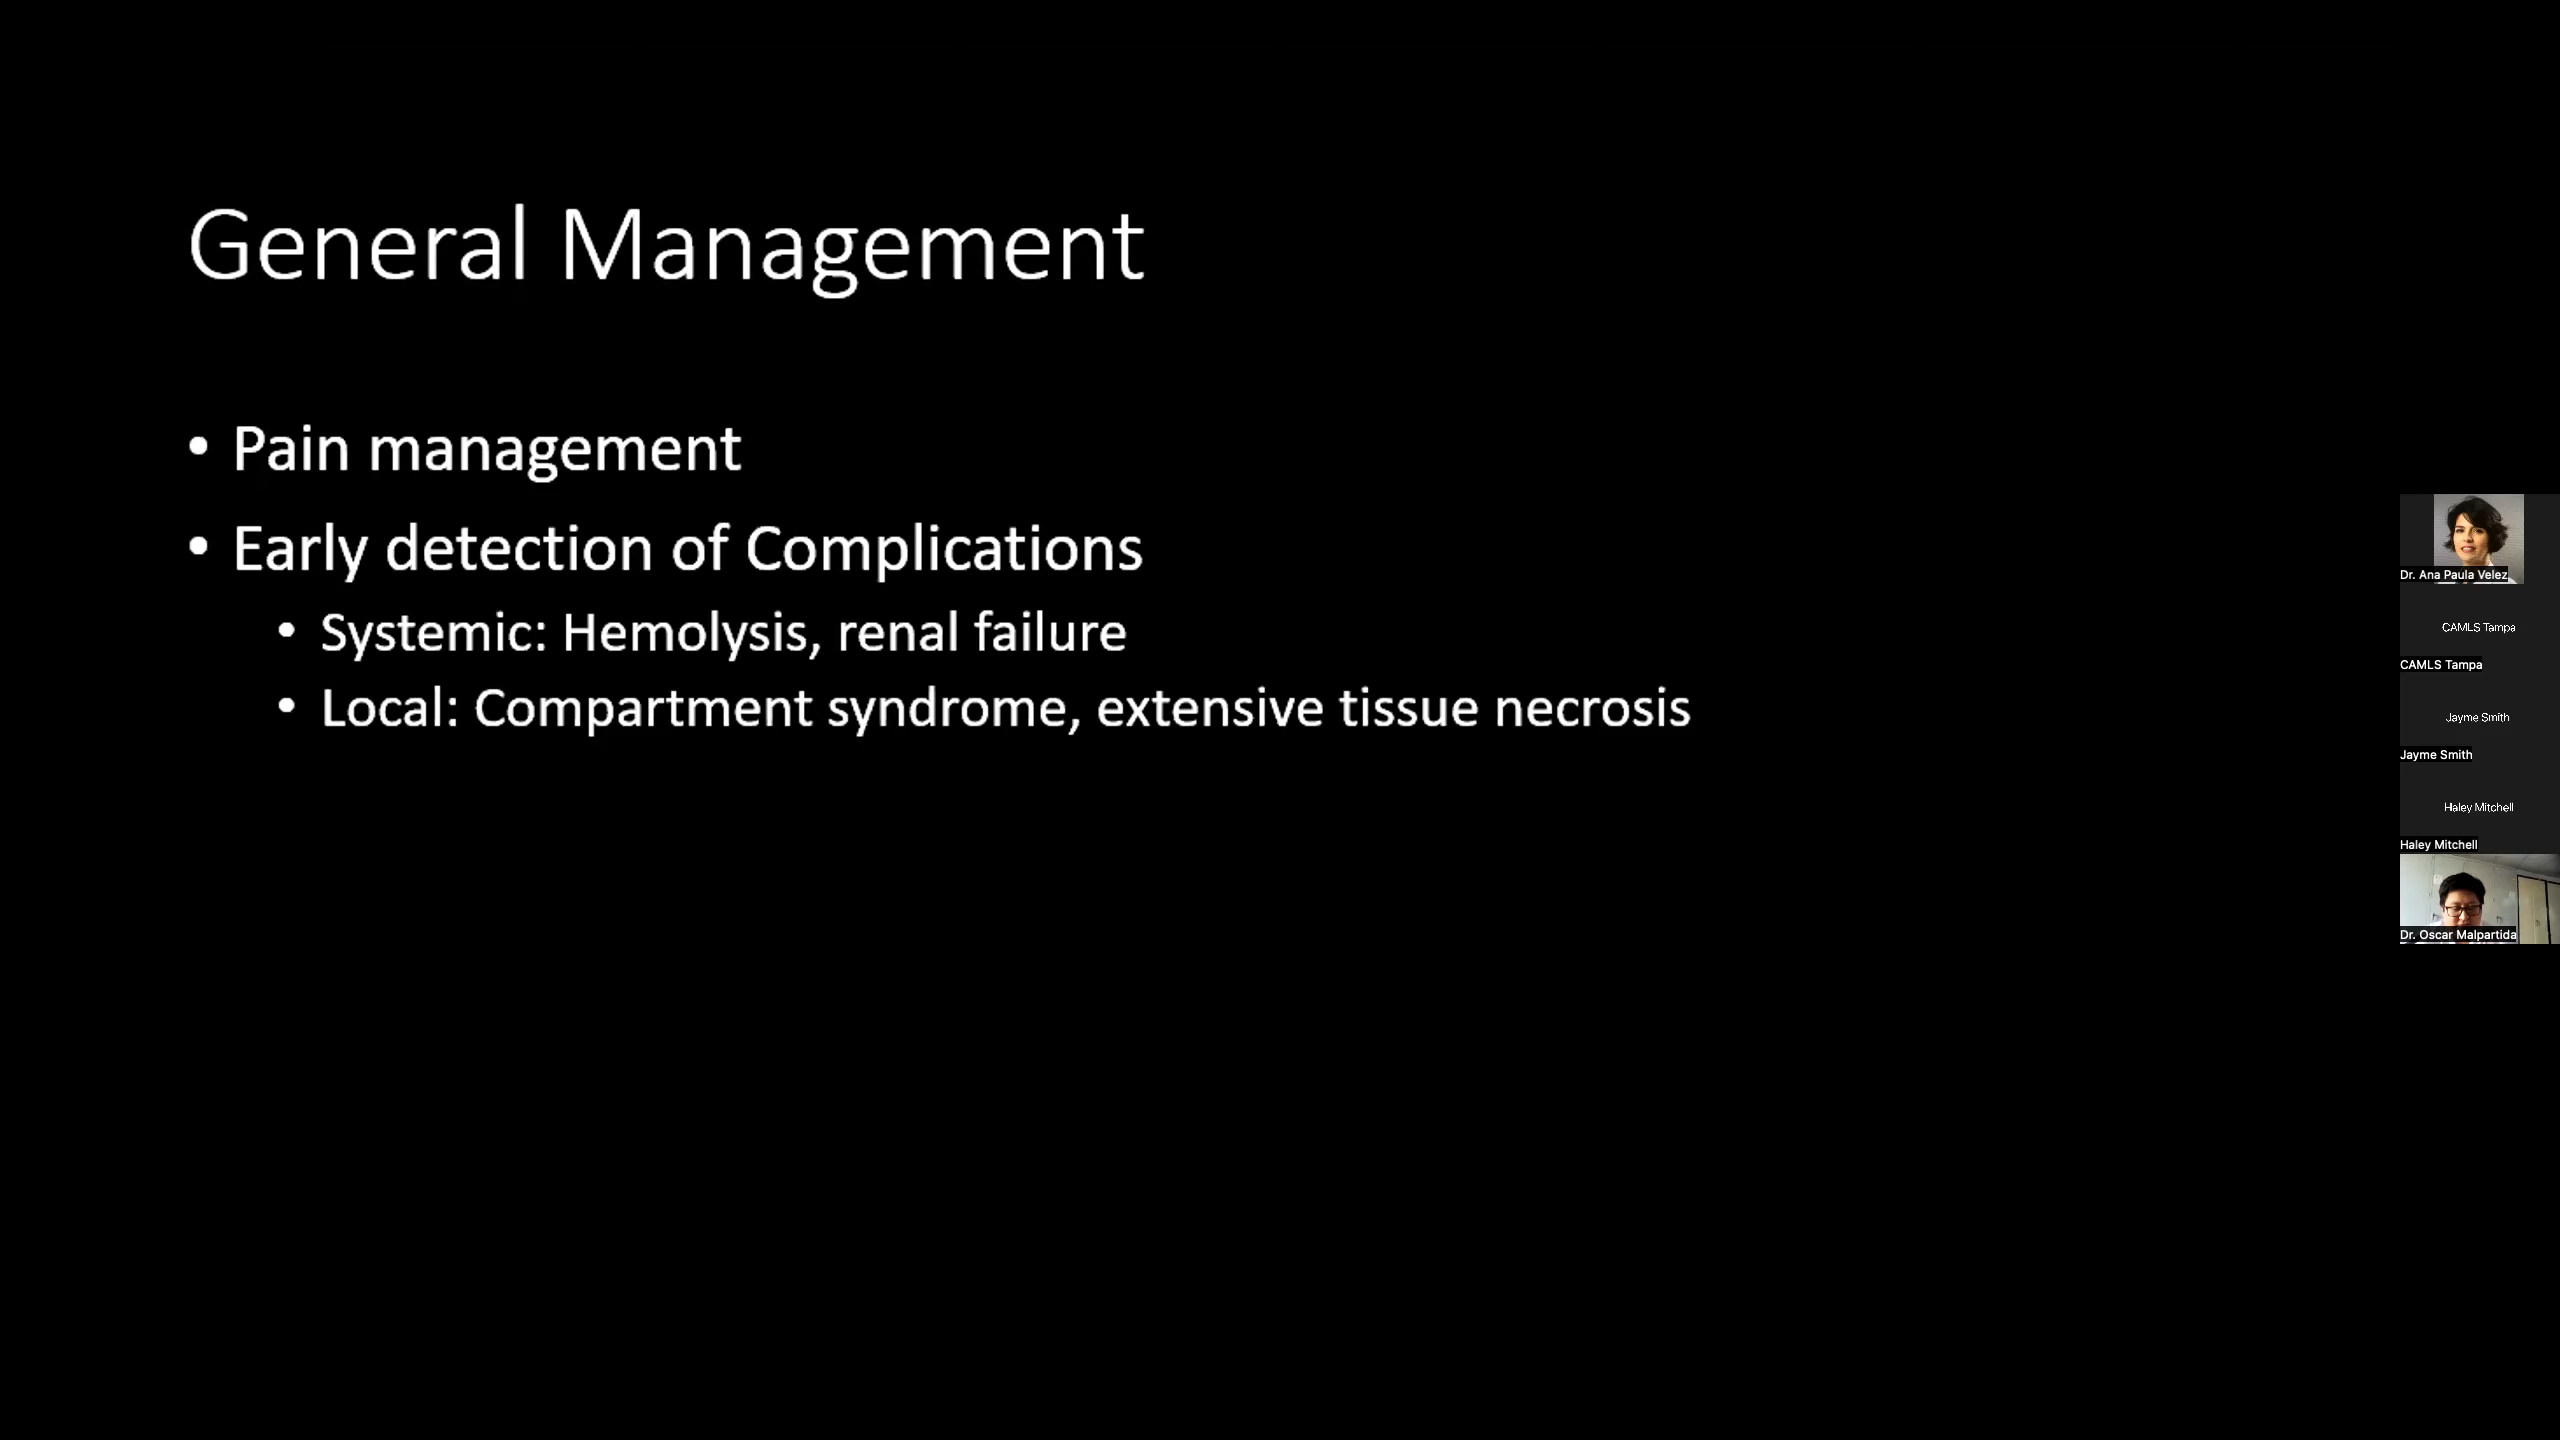 General Management
• Pain management
• Early detection of Complications
• Systemic: Hemolysis, renal failure
• Local: Compartment syndrome, extensive tissue necrosis
Dr. Ana Paula Velez
CAMLS Tampa
CAMLS Tampa
Jayme Smith
Jayme Smith
Haley Mitchell
Haley Mitchell
Dr. Oscar Malpartida